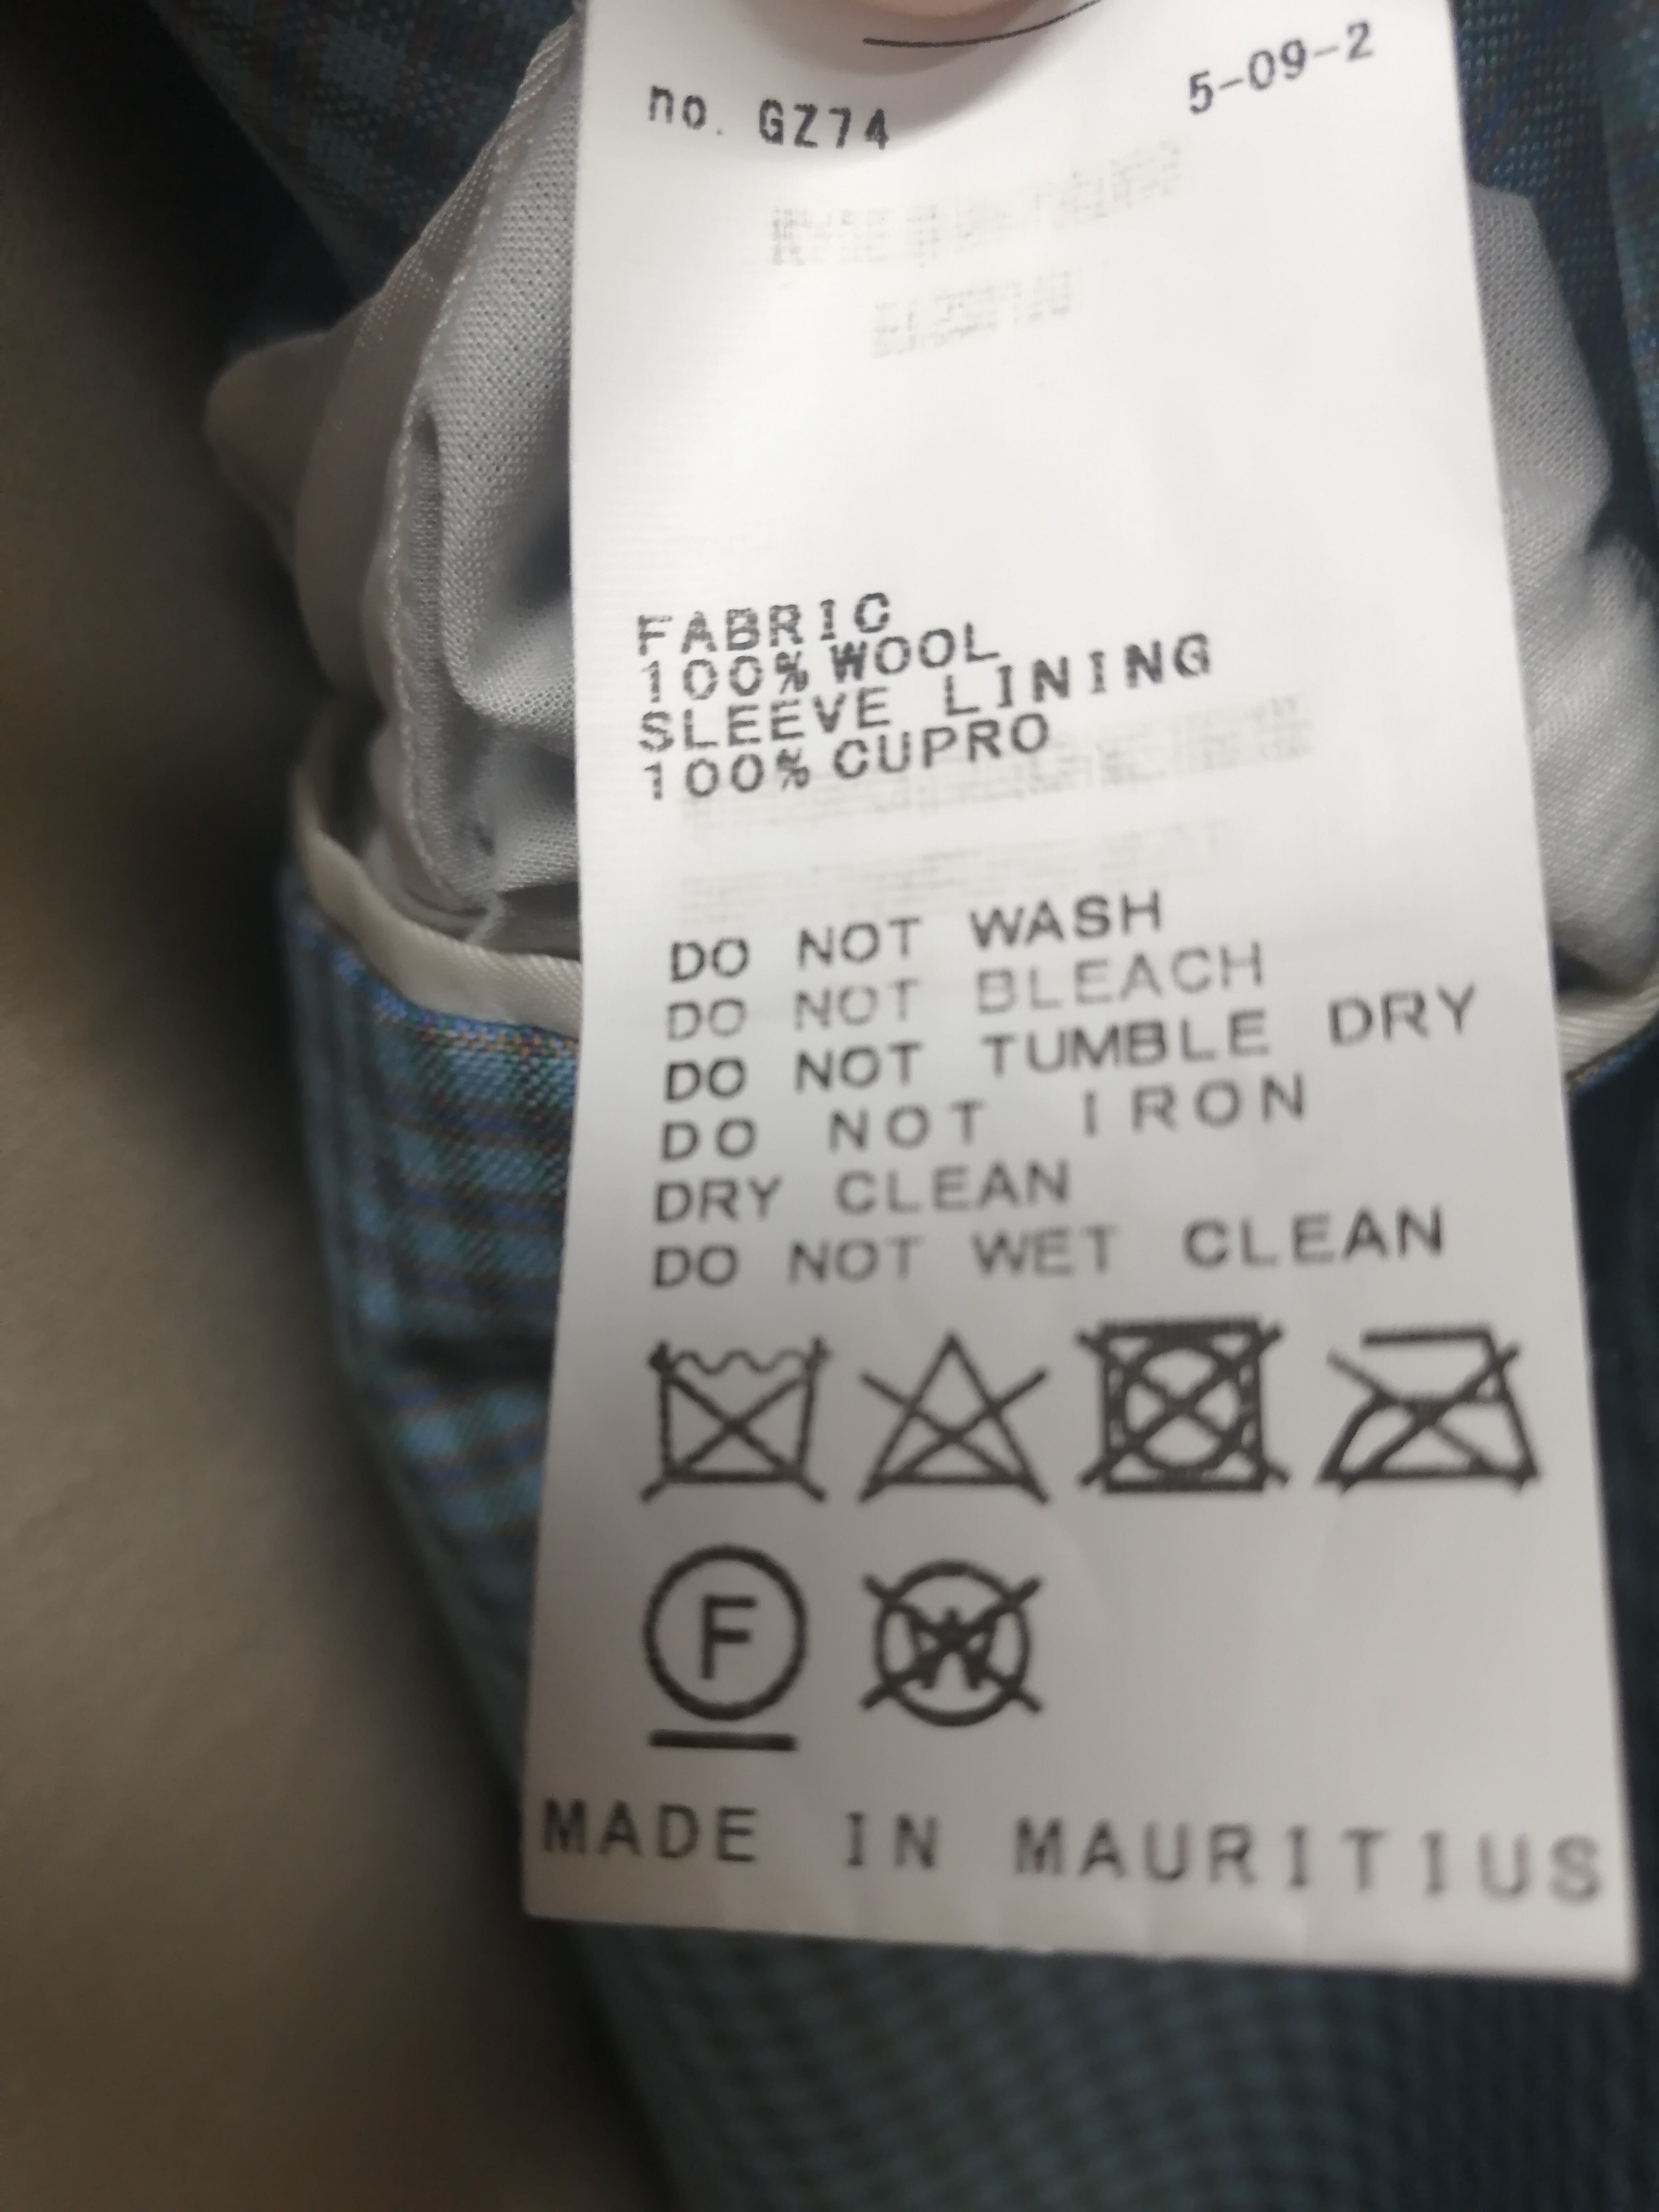 no. GZ74 5-09-2
FABRIC
100% WOOL
SLEEVE LINING
100% CUPRO
DO NOT WASH
DO NOT BLEACH
DO NOT TUMBLE DRY
DO NOT IRON
DRY CLEAN
DO NOT WET CLEAN
F W
MADE IN MAURITIUS